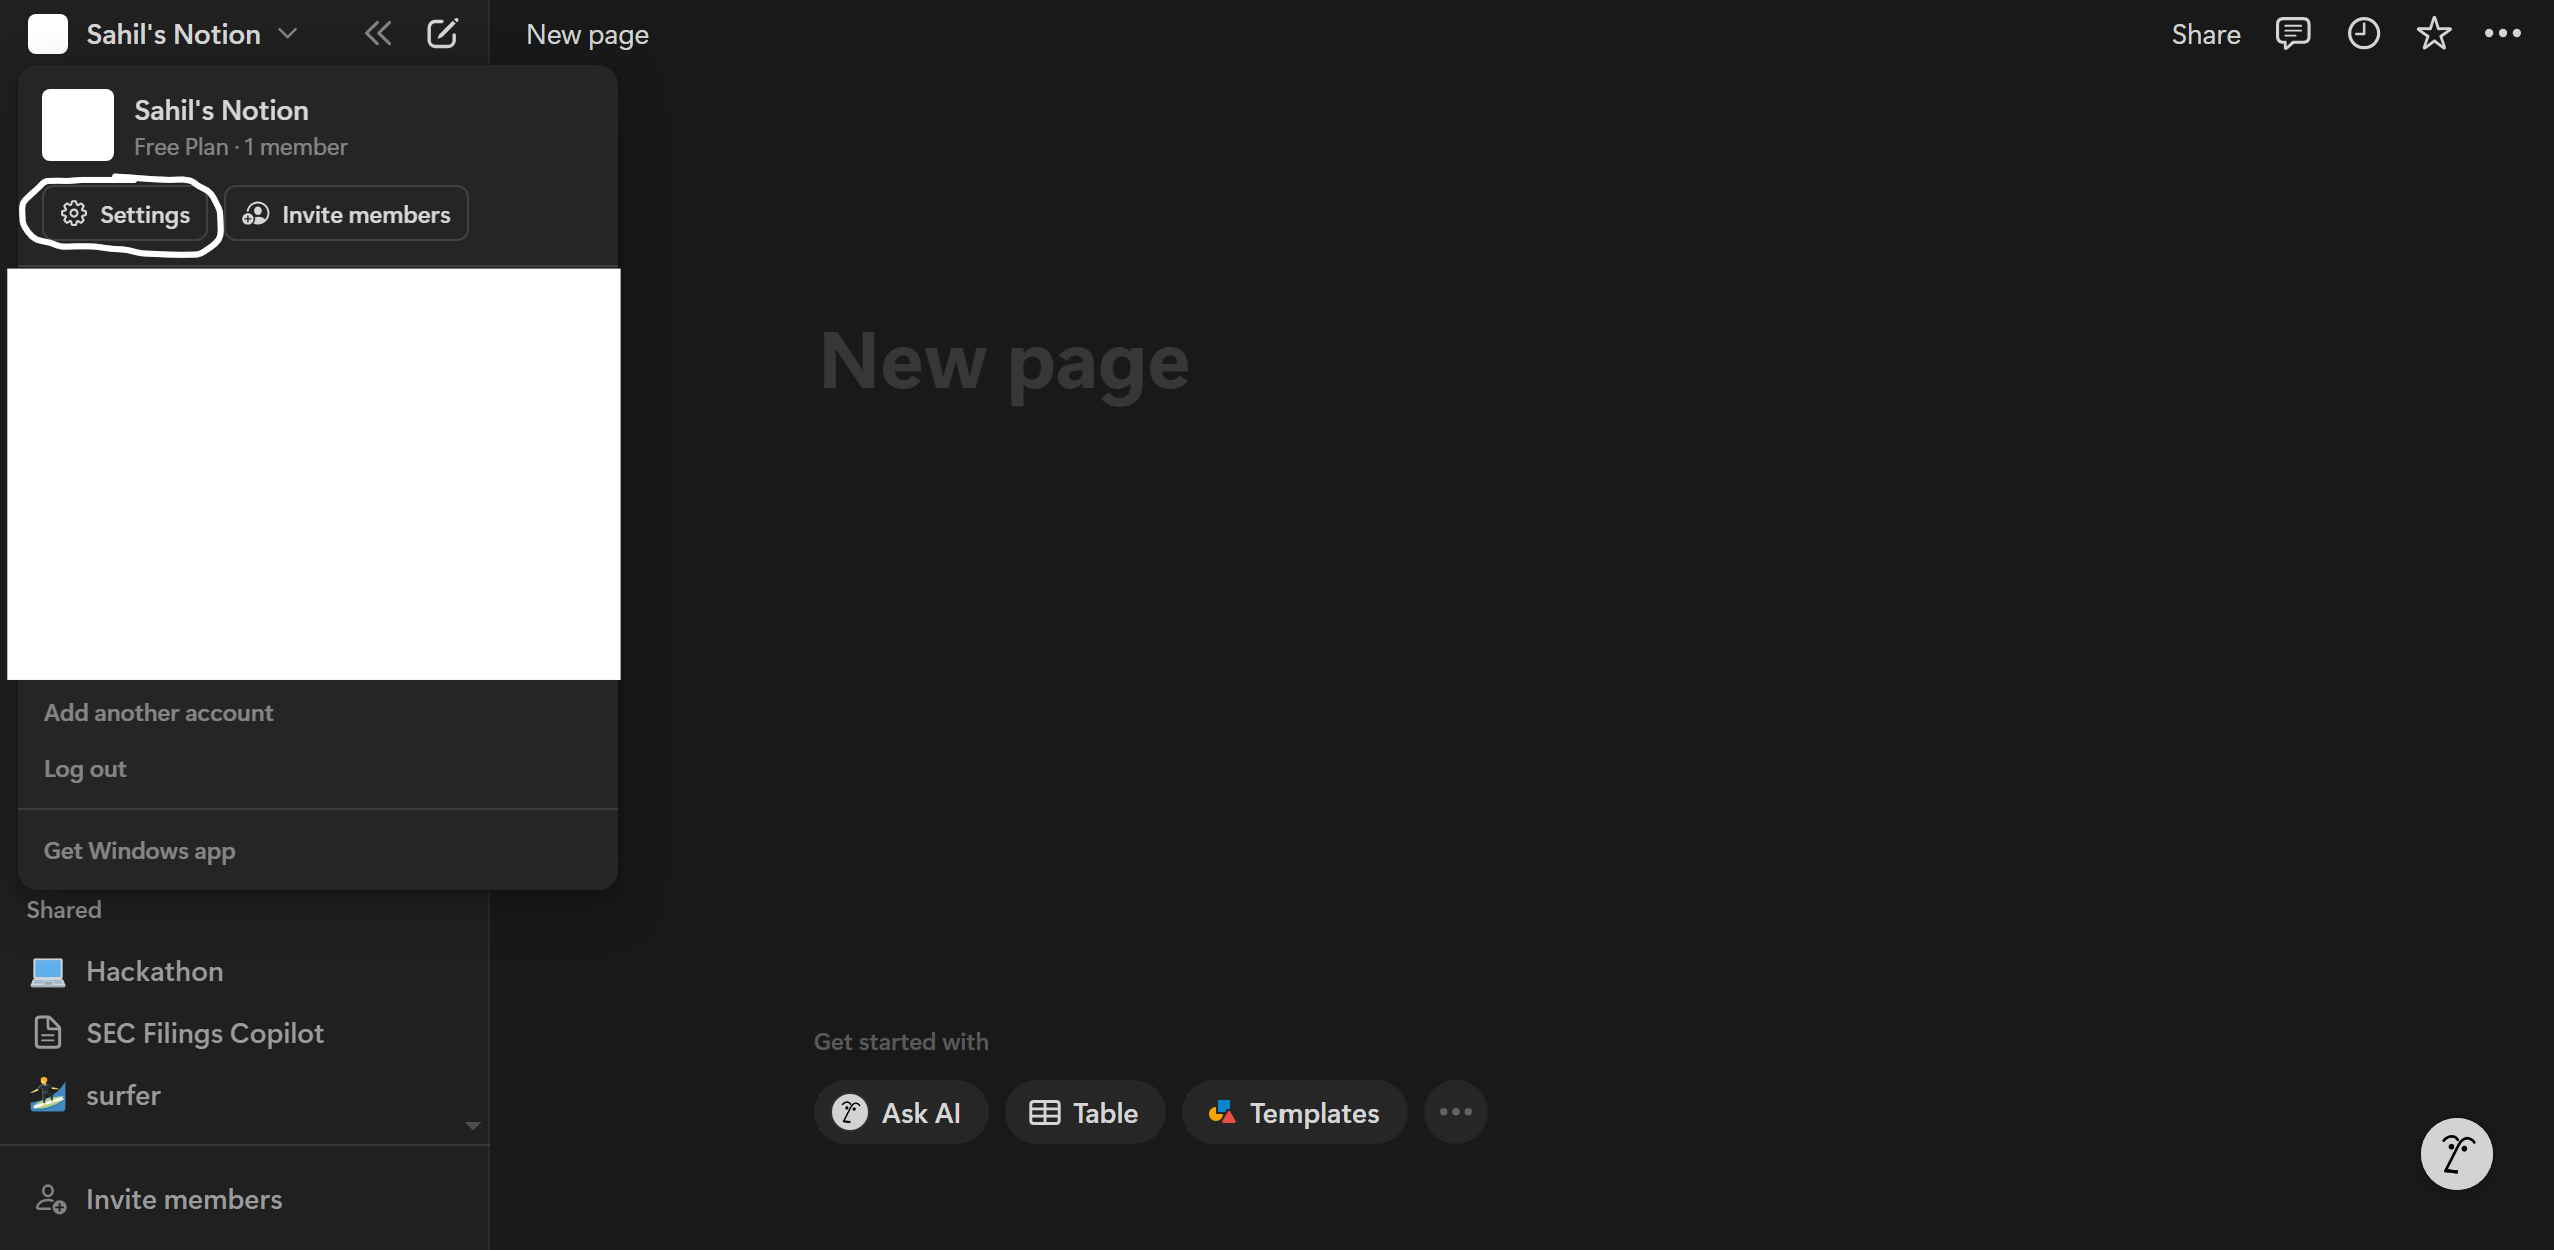 Sahil's Notion
New page
Share
Sahil's Notion
Free Plan · 1 member
Settings
Invite members
New page
Add another account
Log out
Get Windows app
Shared
Hackathon
SEC Filings Copilot
surfer
Get started with
Ask AI
Table
Templates
Invite members